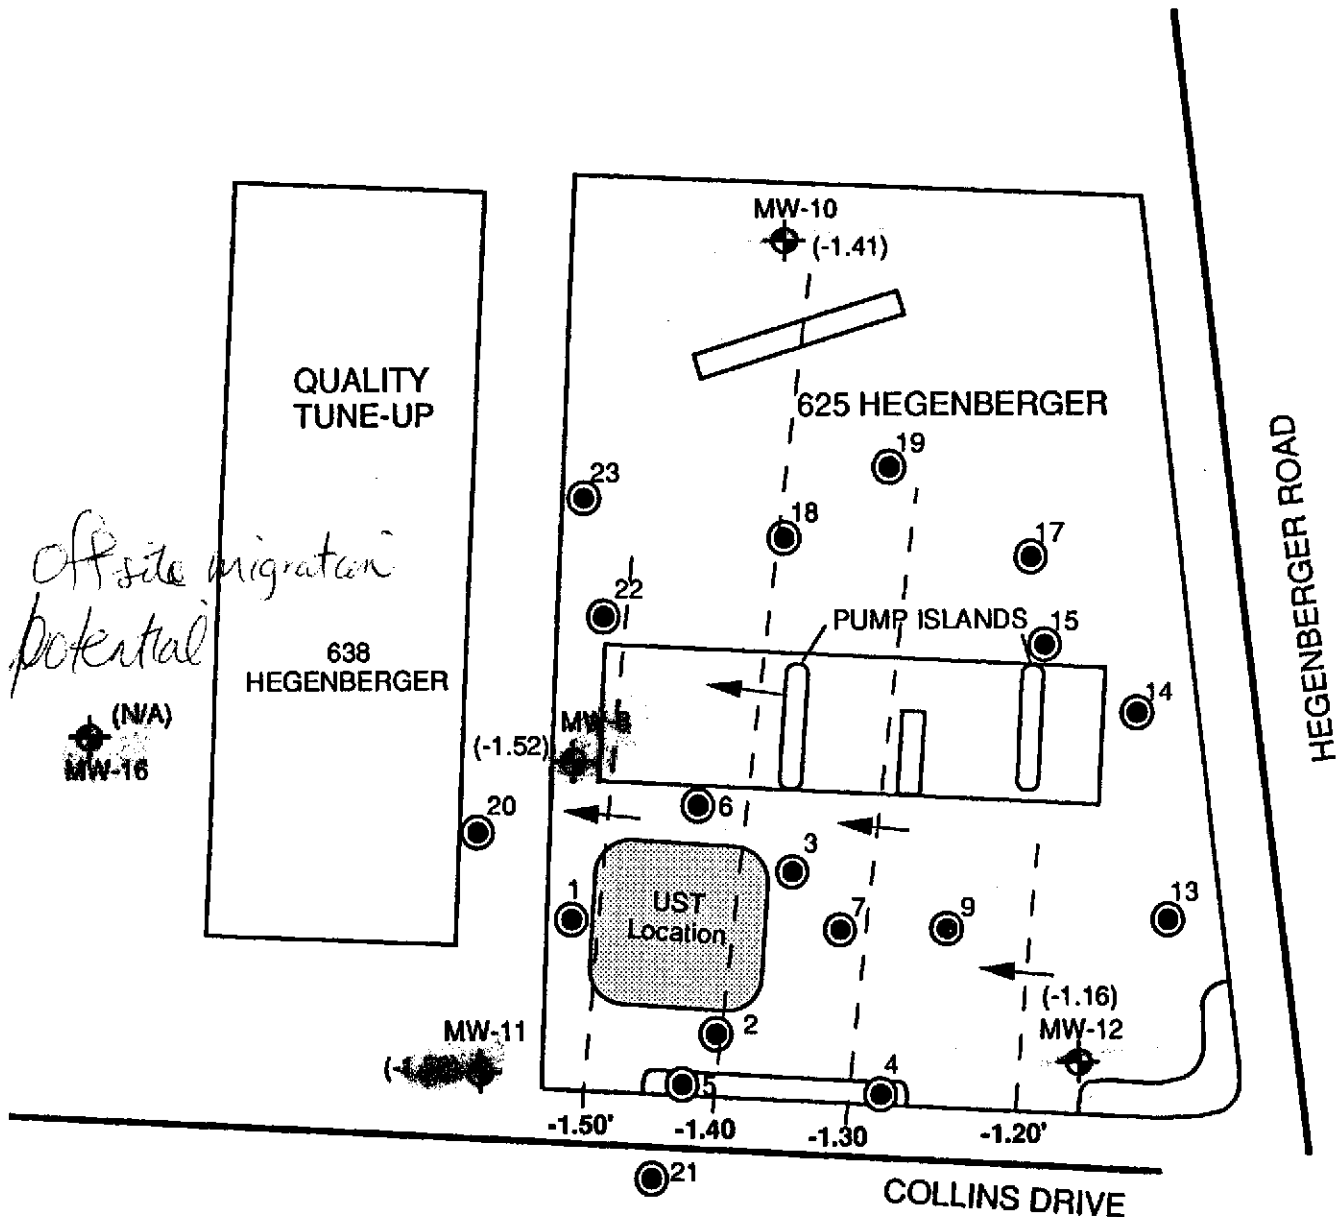 MW-10
(-1.41)
QUALITY
TUNE-UP
625 HEGENBERGER
19
23
18
17
HEGENBERGER ROAD
Offsite migration
potential
22
PUMP ISLANDS
15
638
HEGENBERGER
14
(N/A)
MW-16
MW-8
(-1.52)
20
6
3
1
UST
Location
7
9
13
(-1.16)
MW-12
2
MW-11
5
4
-1.50'
-1.40
-1.30
-1.20'
21
COLLINS DRIVE